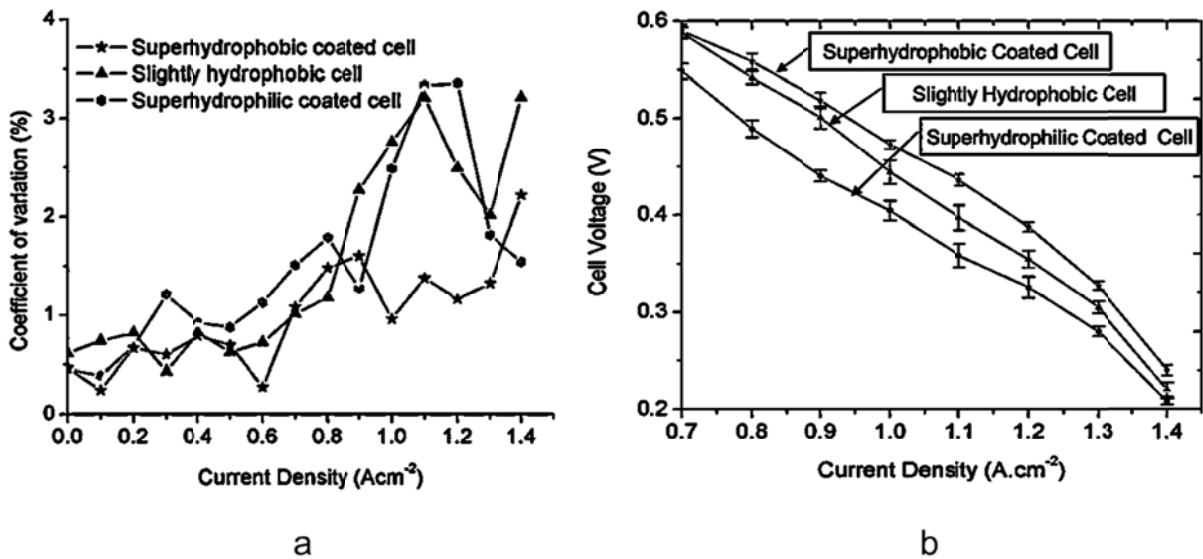 4
3
2
1
0
Coefficient of variation (%)
Superhydrophobic coated cell
Slightly hydrophobic cell
Superhydrophilic coated cell
0.0 0.2 0.4 0.6 0.8 1.0 1.2 1.4
Current Density (Acm⁻²)
a
0.6
0.5
0.4
0.3
0.2
Cell Voltage (V)
Superhydrophobic Coated Cell
Slightly Hydrophobic Cell
Superhydrophilic Coated Cell
0.7 0.8 0.9 1.0 1.1 1.2 1.3 1.4
Current Density (A.cm⁻²)
b